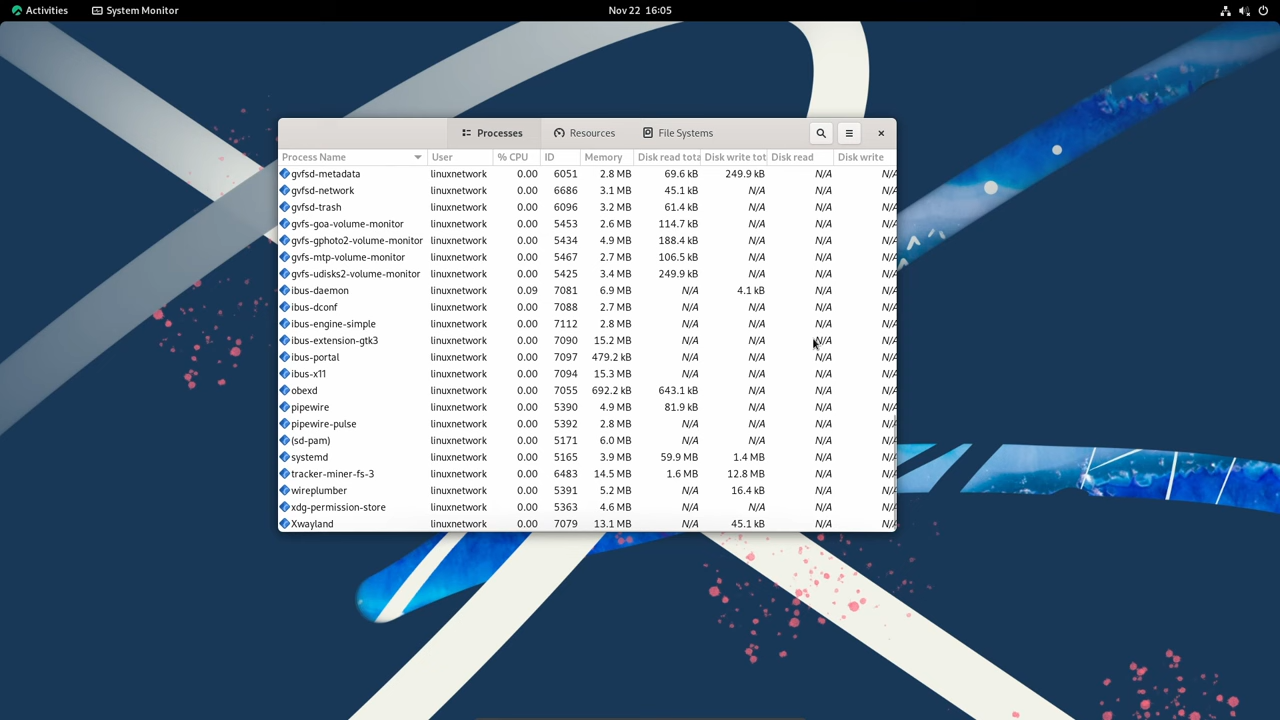 Activities System Monitor Nov 22 16:05
Processes Resources File Systems
Process Name User % CPU ID Memory Disk read tota Disk write tot Disk read Disk write
gvfsd-metadata linuxnetwork 0.00 6051 2.8 MB 69.6 kB 249.9 kB N/A N/A
gvfsd-network linuxnetwork 0.00 6686 3.1 MB 45.1 kB N/A N/A N/A
gvfsd-trash linuxnetwork 0.00 6096 3.2 MB 61.4 kB N/A N/A N/A
gvfs-goa-volume-monitor linuxnetwork 0.00 5453 2.6 MB 114.7 kB N/A N/A N/A
gvfs-gphoto2-volume-monitor linuxnetwork 0.00 5434 4.9 MB 188.4 kB N/A N/A N/A
gvfs-mtp-volume-monitor linuxnetwork 0.00 5467 2.7 MB 106.5 kB N/A N/A N/A
gvfs-udisks2-volume-monitor linuxnetwork 0.00 5425 3.4 MB 249.9 kB N/A N/A N/A
ibus-daemon linuxnetwork 0.09 7081 6.9 MB N/A 4.1 kB N/A N/A
ibus-dconf linuxnetwork 0.00 7088 2.7 MB N/A N/A N/A N/A
ibus-engine-simple linuxnetwork 0.00 7112 2.8 MB N/A N/A N/A N/A
ibus-extension-gtk3 linuxnetwork 0.00 7090 15.2 MB N/A N/A N/A N/A
ibus-portal linuxnetwork 0.00 7097 479.2 kB N/A N/A N/A N/A
ibus-x11 linuxnetwork 0.00 7094 15.3 MB N/A N/A N/A N/A
obexd linuxnetwork 0.00 7055 692.2 kB 643.1 kB N/A N/A N/A
pipewire linuxnetwork 0.00 5390 4.9 MB 81.9 kB N/A N/A N/A
pipewire-pulse linuxnetwork 0.00 5392 2.8 MB N/A N/A N/A N/A
(sd-pam) linuxnetwork 0.00 5171 6.0 MB N/A N/A N/A N/A
systemd linuxnetwork 0.00 5165 3.9 MB 59.9 MB 1.4 MB N/A N/A
tracker-miner-fs-3 linuxnetwork 0.00 6483 14.5 MB 1.6 MB 12.8 MB N/A N/A
wireplumber linuxnetwork 0.00 5391 5.2 MB N/A 16.4 kB N/A N/A
xdg-permission-store linuxnetwork 0.00 5363 4.6 MB N/A N/A N/A N/A
Xwayland linuxnetwork 0.00 7079 13.1 MB N/A 45.1 kB N/A N/A